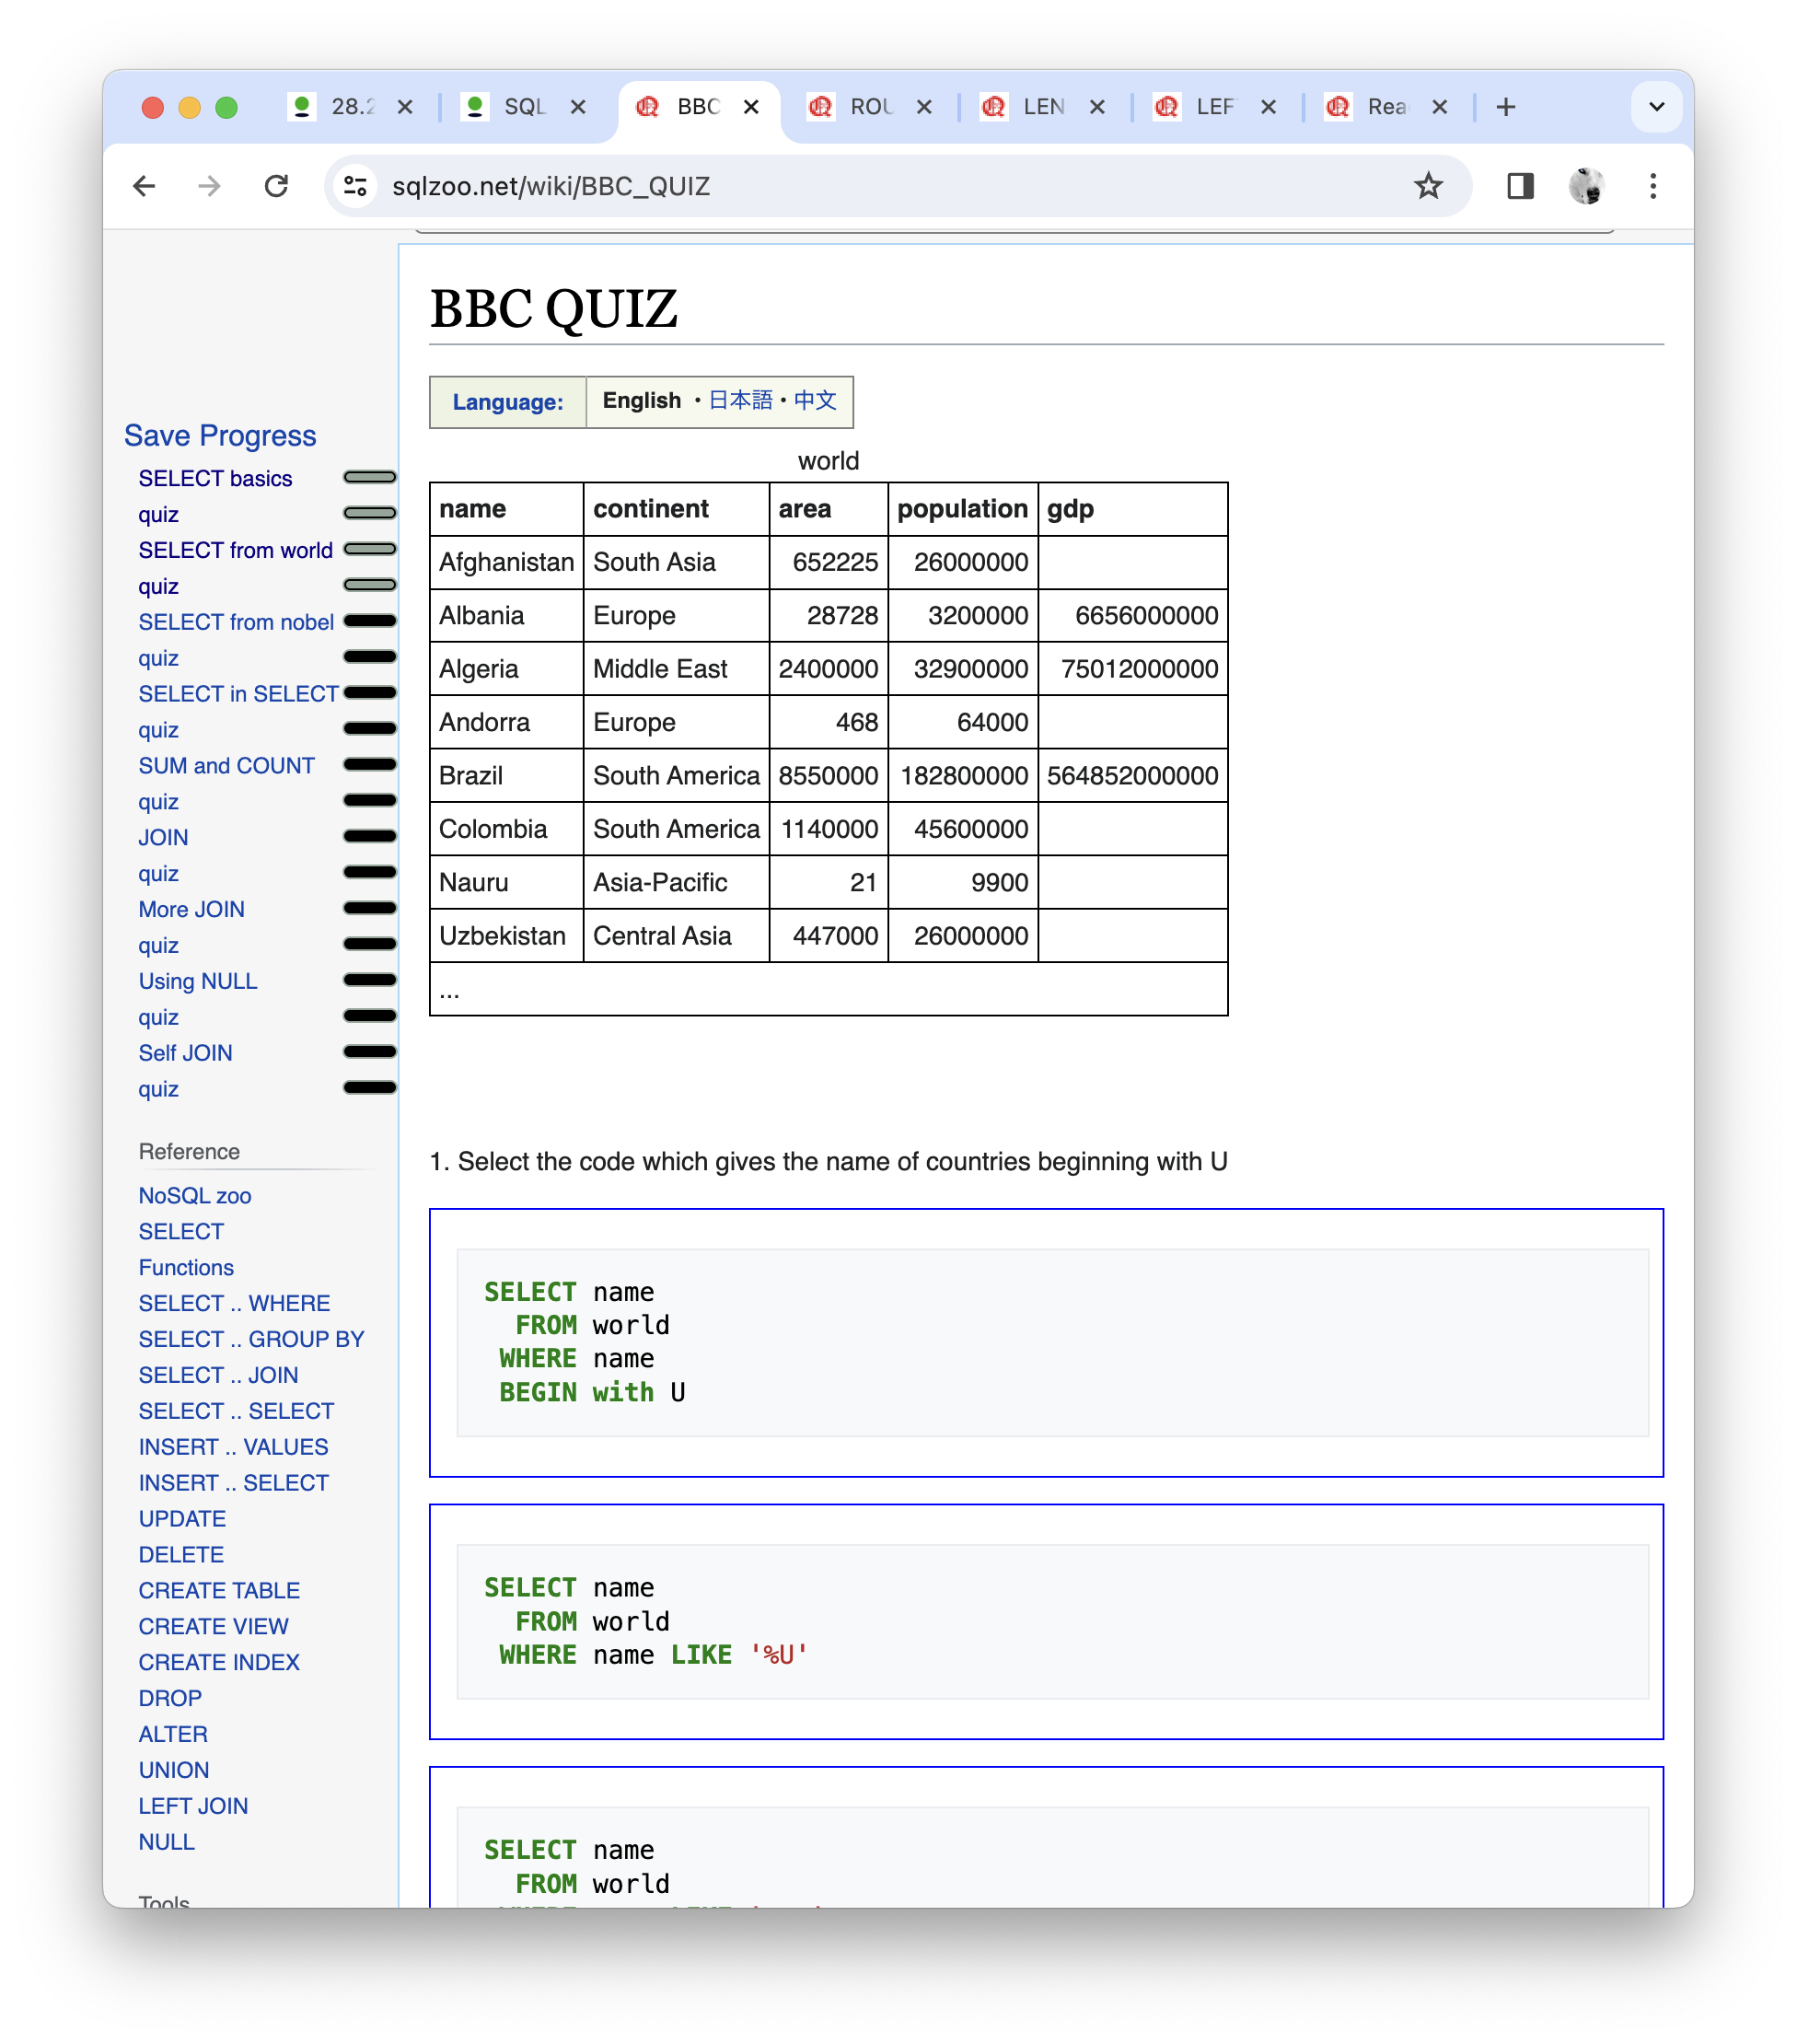 28.2
SQL
BBC
ROU
LEN
LEF
Rea
sqlzoo.net/wiki/BBC_QUIZ
Save Progress
SELECT basics
quiz
SELECT from world
quiz
SELECT from nobel
quiz
SELECT in SELECT
quiz
SUM and COUNT
quiz
JOIN
quiz
More JOIN
quiz
Using NULL
quiz
Self JOIN
quiz
Reference
NoSQL zoo
SELECT
Functions
SELECT .. WHERE
SELECT .. GROUP BY
SELECT .. JOIN
SELECT .. SELECT
INSERT .. VALUES
INSERT .. SELECT
UPDATE
DELETE
CREATE TABLE
CREATE VIEW
CREATE INDEX
DROP
ALTER
UNION
LEFT JOIN
NULL
Tools
BBC QUIZ
Language: English • 日本語 • 中文
world
name continent area population gdp
Afghanistan South Asia 652225 26000000
Albania Europe 28728 3200000 6656000000
Algeria Middle East 2400000 32900000 75012000000
Andorra Europe 468 64000
Brazil South America 8550000 182800000 564852000000
Colombia South America 1140000 45600000
Nauru Asia-Pacific 21 9900
Uzbekistan Central Asia 447000 26000000
...
1. Select the code which gives the name of countries beginning with U
SELECT name
FROM world
WHERE name
BEGIN with U
SELECT name
FROM world
WHERE name LIKE '%U'
SELECT name
FROM world